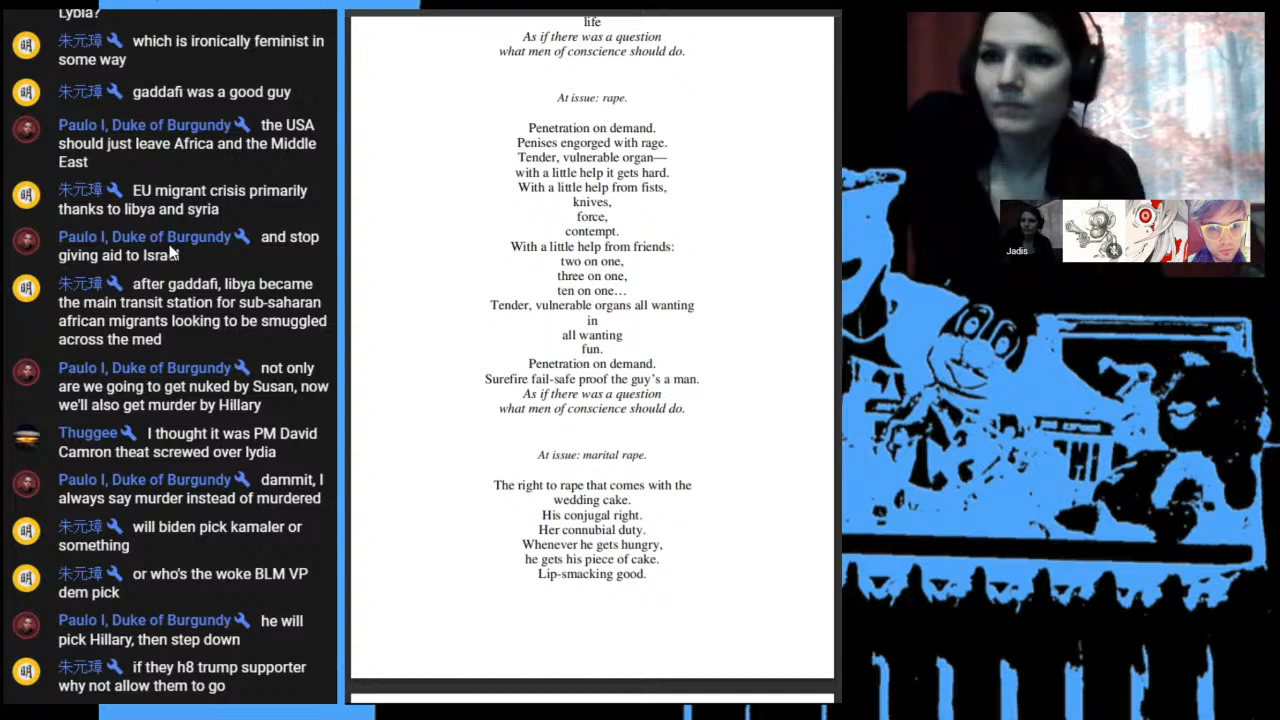 Lybia?
朱元璋 which is ironically feminist in
some way
朱元璋 gaddafi was a good guy
Paulo I, Duke of Burgundy the USA
should just leave Africa and the Middle
East
朱元璋 EU migrant crisis primarily
thanks to libya and syria
Paulo I, Duke of Burgundy and stop
giving aid to Israel
朱元璋 after gaddafi, libya became
the main transit station for sub-saharan
african migrants looking to be smuggled
across the med
Paulo I, Duke of Burgundy not only
are we going to get nuked by Susan, now
we'll also get murder by Hillary
Thuggee I thought it was PM David
Camron theat screwed over lydia
Paulo I, Duke of Burgundy dammit, I
always say murder instead of murdered
朱元璋 will biden pick kamaler or
something
朱元璋 or who's the woke BLM VP
dem pick
Paulo I, Duke of Burgundy he will
pick Hillary, then step down
朱元璋 if they h8 trump supporter
why not allow them to go
life
As if there was a question
what men of conscience should do.
At issue: rape.
Penetration on demand.
Penises engorged with rage.
Tender, vulnerable organ—
with a little help it gets hard.
With a little help from fists,
knives,
force,
contempt.
With a little help from friends:
two on one,
three on one,
ten on one…
Tender, vulnerable organs all wanting
in
all wanting
fun.
Penetration on demand.
Surefire fail-safe proof the guy's a man.
As if there was a question
what men of conscience should do.
At issue: marital rape.
The right to rape that comes with the
wedding cake.
His conjugal right.
Her connubial duty.
Whenever he gets hungry,
he gets his piece of cake.
Lip-smacking good.
Jadis